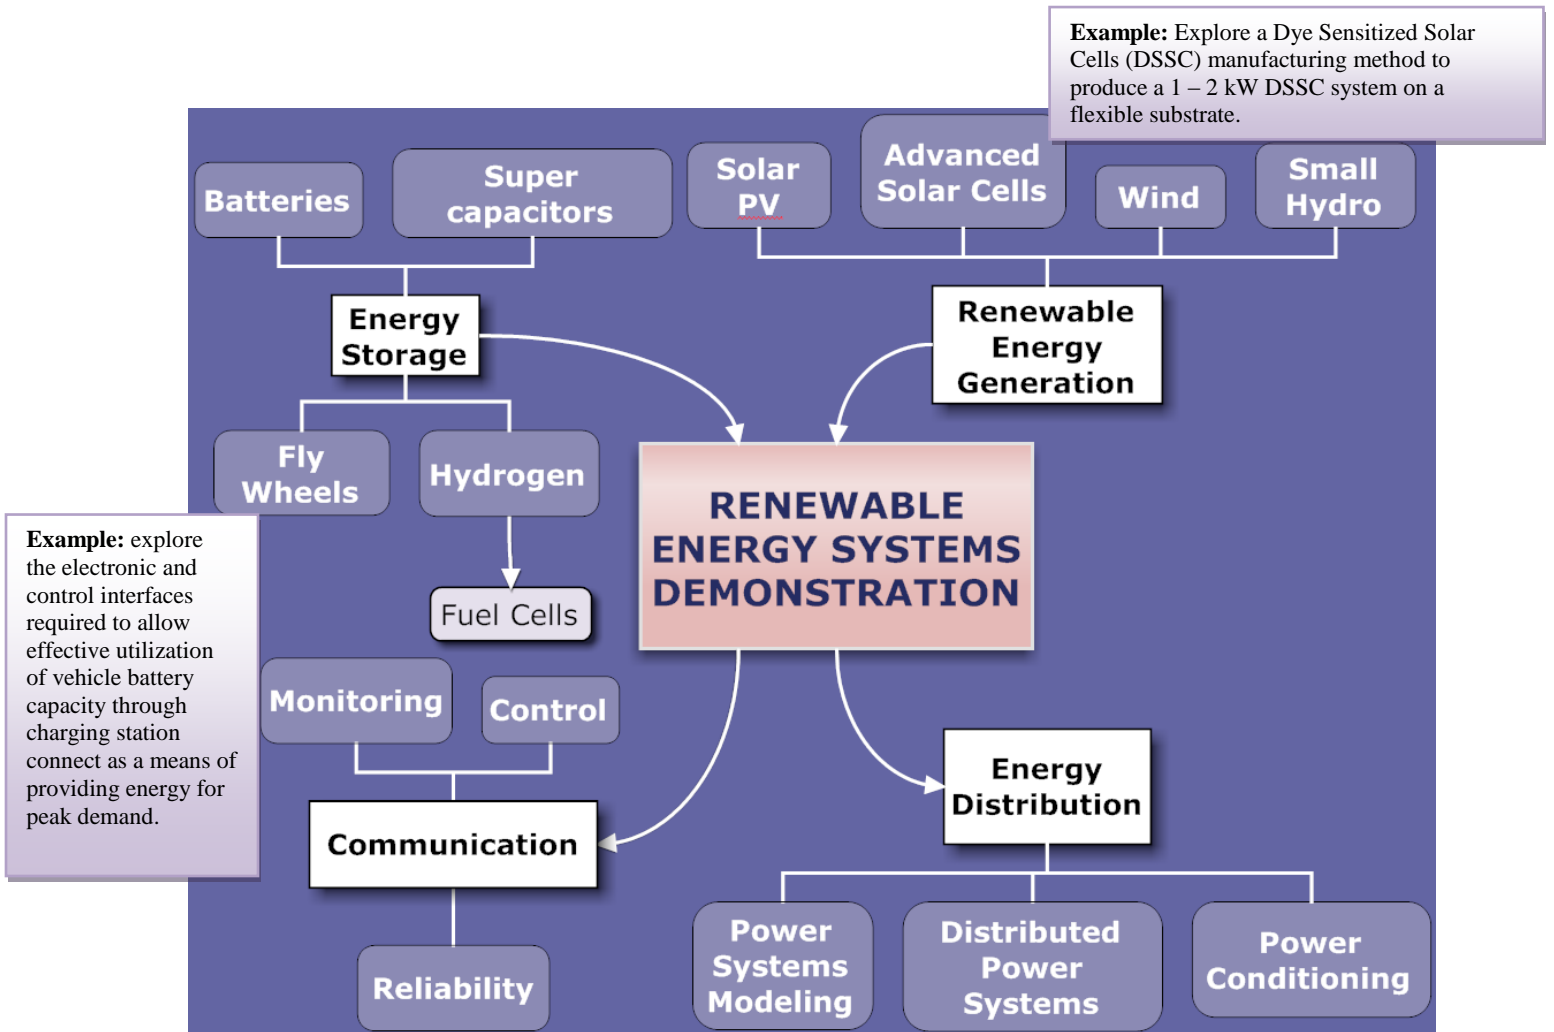 Example: Explore a Dye Sensitized Solar
Cells (DSSC) manufacturing method to
produce a 1 – 2 kW DSSC system on a
flexible substrate.
Batteries
Super
capacitors
Solar
PV
Advanced
Solar Cells
Wind
Small
Hydro
Energy
Storage
Renewable
Energy
Generation
Fly
Wheels
Hydrogen
Fuel Cells
RENEWABLE
ENERGY SYSTEMS
DEMONSTRATION
Example: explore
the electronic and
control interfaces
required to allow
effective utilization
of vehicle battery
capacity through
charging station
connect as a means of
providing energy for
peak demand.
Monitoring
Control
Communication
Reliability
Energy
Distribution
Power
Systems
Modeling
Distributed
Power
Systems
Power
Conditioning